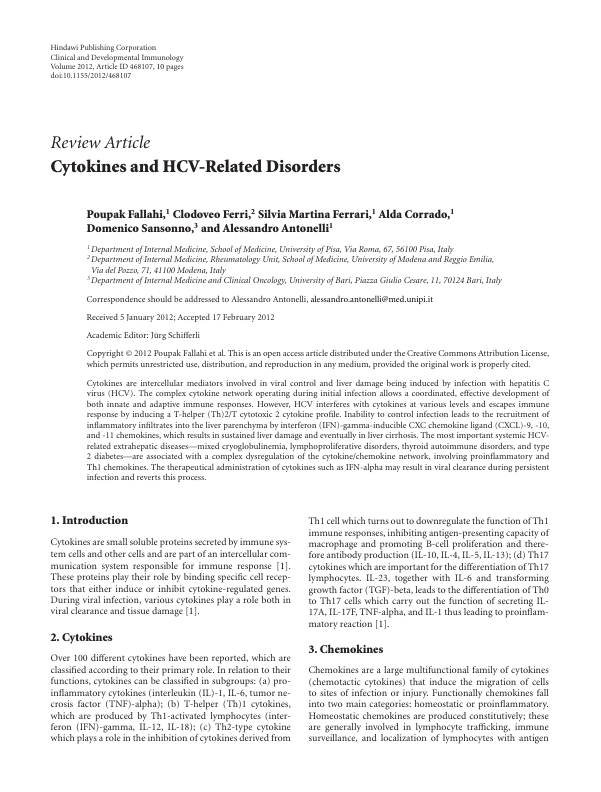 Hindawi Publishing Corporation
Clinical and Developmental Immunology
Volume 2012, Article ID 468107, 10 pages
doi:10.1155/2012/468107
Review Article
Cytokines and HCV-Related Disorders
Poupak Fallahi,1 Clodoveo Ferri,2 Silvia Martina Ferrari,1 Alda Corrado,1
Domenico Sansonno,3 and Alessandro Antonelli1
1 Department of Internal Medicine, School of Medicine, University of Pisa, Via Roma, 67, 56100 Pisa, Italy
2 Department of Internal Medicine, Rheumatology Unit, School of Medicine, University of Modena and Reggio Emilia,
Via del Pozzo, 71, 41100 Modena, Italy
3 Department of Internal Medicine and Clinical Oncology, University of Bari, Piazza Giulio Cesare, 11, 70124 Bari, Italy
Correspondence should be addressed to Alessandro Antonelli, alessandro.antonelli@med.unipi.it
Received 5 January 2012; Accepted 17 February 2012
Academic Editor: Jürg Schifferli
Copyright © 2012 Poupak Fallahi et al. This is an open access article distributed under the Creative Commons Attribution License,
which permits unrestricted use, distribution, and reproduction in any medium, provided the original work is properly cited.
Cytokines are intercellular mediators involved in viral control and liver damage being induced by infection with hepatitis C
virus (HCV). The complex cytokine network operating during initial infection allows a coordinated, effective development of
both innate and adaptive immune responses. However, HCV interferes with cytokines at various levels and escapes immune
response by inducing a T-helper (Th)2/T cytotoxic 2 cytokine profile. Inability to control infection leads to the recruitment of
inflammatory infiltrates into the liver parenchyma by interferon (IFN)-gamma-inducible CXC chemokine ligand (CXCL)-9, -10,
and -11 chemokines, which results in sustained liver damage and eventually in liver cirrhosis. The most important systemic HCV-
related extrahepatic diseases—mixed cryoglobulinemia, lymphoproliferative disorders, thyroid autoimmune disorders, and type
2 diabetes—are associated with a complex dysregulation of the cytokine/chemokine network, involving proinflammatory and
Th1 chemokines. The therapeutical administration of cytokines such as IFN-alpha may result in viral clearance during persistent
infection and reverts this process.
1. Introduction
Cytokines are small soluble proteins secreted by immune sys-
tem cells and other cells and are part of an intercellular com-
munication system responsible for immune response [1].
These proteins play their role by binding specific cell recep-
tors that either induce or inhibit cytokine-regulated genes.
During viral infection, various cytokines play a role both in
viral clearance and tissue damage [1].
2. Cytokines
Over 100 different cytokines have been reported, which are
classified according to their primary role. In relation to their
functions, cytokines can be classified in subgroups: (a) pro-
inflammatory cytokines (interleukin (IL)-1, IL-6, tumor ne-
crosis factor (TNF)-alpha); (b) T-helper (Th)1 cytokines,
which are produced by Th1-activated lymphocytes (inter-
feron (IFN)-gamma, IL-12, IL-18); (c) Th2-type cytokine
which plays a role in the inhibition of cytokines derived from
Th1 cell which turns out to downregulate the function of Th1
immune responses, inhibiting antigen-presenting capacity of
macrophage and promoting B-cell proliferation and there-
fore antibody production (IL-10, IL-4, IL-5, IL-13); (d) Th17
cytokines which are important for the differentiation of Th17
lymphocytes. IL-23, together with IL-6 and transforming
growth factor (TGF)-beta, leads to the differentiation of Th0
to Th17 cells which carry out the function of secreting IL-
17A, IL-17F, TNF-alpha, and IL-1 thus leading to proinflam-
matory reaction [1].
3. Chemokines
Chemokines are a large multifunctional family of cytokines
(chemotactic cytokines) that induce the migration of cells
to sites of infection or injury. Functionally chemokines fall
into two main categories: homeostatic or proinflammatory.
Homeostatic chemokines are produced constitutively; these
are generally involved in lymphocyte trafficking, immune
surveillance, and localization of lymphocytes with antigen